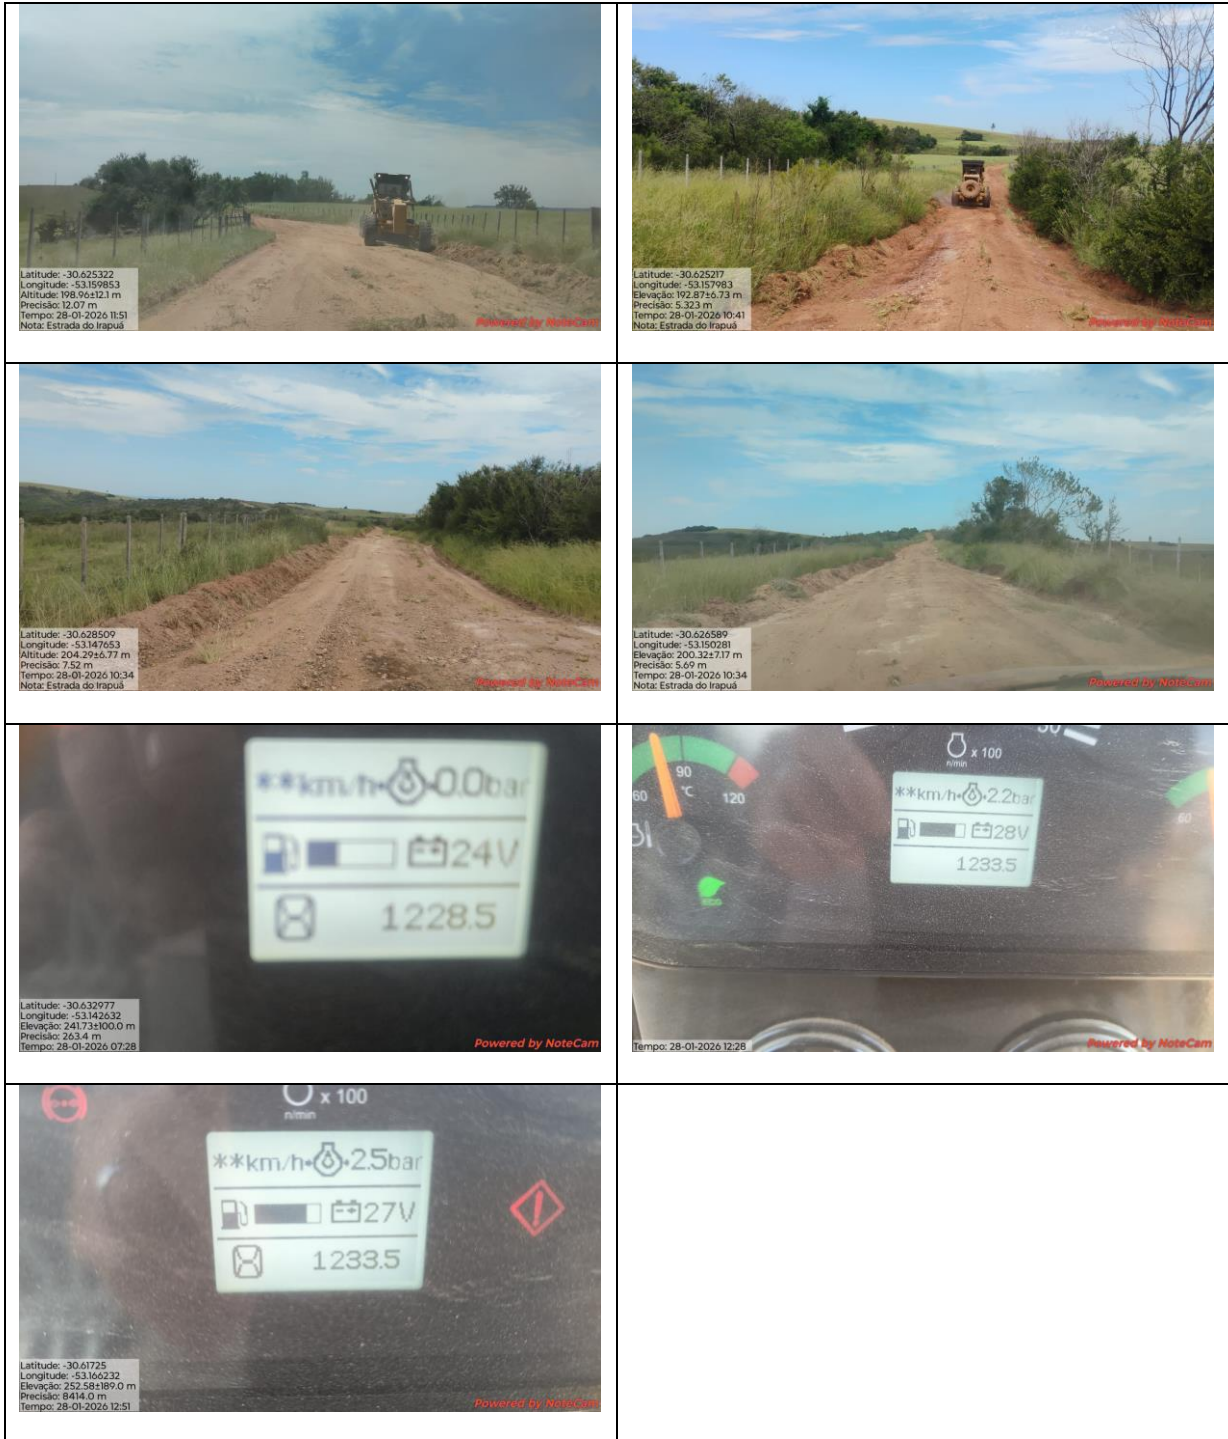 Latitude: -30.625322
Longitude: -53.159853
Altitude: 198.96±12.1 m
Precisão: 12.07 m
Tempo: 28-01-2026 11:51
Nota: Estrada do Irapuá
Powered by NoteCam
Latitude: -30.625217
Longitude: -53.157983
Elevação: 192.87±6.73 m
Precisão: 5.323 m
Tempo: 28-01-2026 10:41
Nota: Estrada do Irapuá
Powered by NoteCam
Latitude: -30.628509
Longitude: -53.147653
Altitude: 204.29±6.77 m
Precisão: 7.52 m
Tempo: 28-01-2026 10:34
Nota: Estrada do Irapuá
Powered by NoteCam
Latitude: -30.626589
Longitude: -53.150281
Elevação: 200.32±7.17 m
Precisão: 5.69 m
Tempo: 28-01-2026 10:34
Nota: Estrada do Irapuá
Powered by NoteCam
**km/h 0.0bar
24V
1228.5
Latitude: -30.632977
Longitude: -53.142632
Elevação: 241.73±100.0 m
Precisão: 263.4 m
Tempo: 28-01-2026 07:28
Powered by NoteCam
x 100
n/min
60
90
°C
120
**km/h 2.2bar
28V
1233.5
60
Tempo: 28-01-2026 12:28
Powered by NoteCam
x 100
n/min
**km/h 2.5bar
27V
1233.5
Latitude: -30.61725
Longitude: -53.166232
Elevação: 252.58±189.0 m
Precisão: 8414.0 m
Tempo: 28-01-2026 12:51
Powered by NoteCam